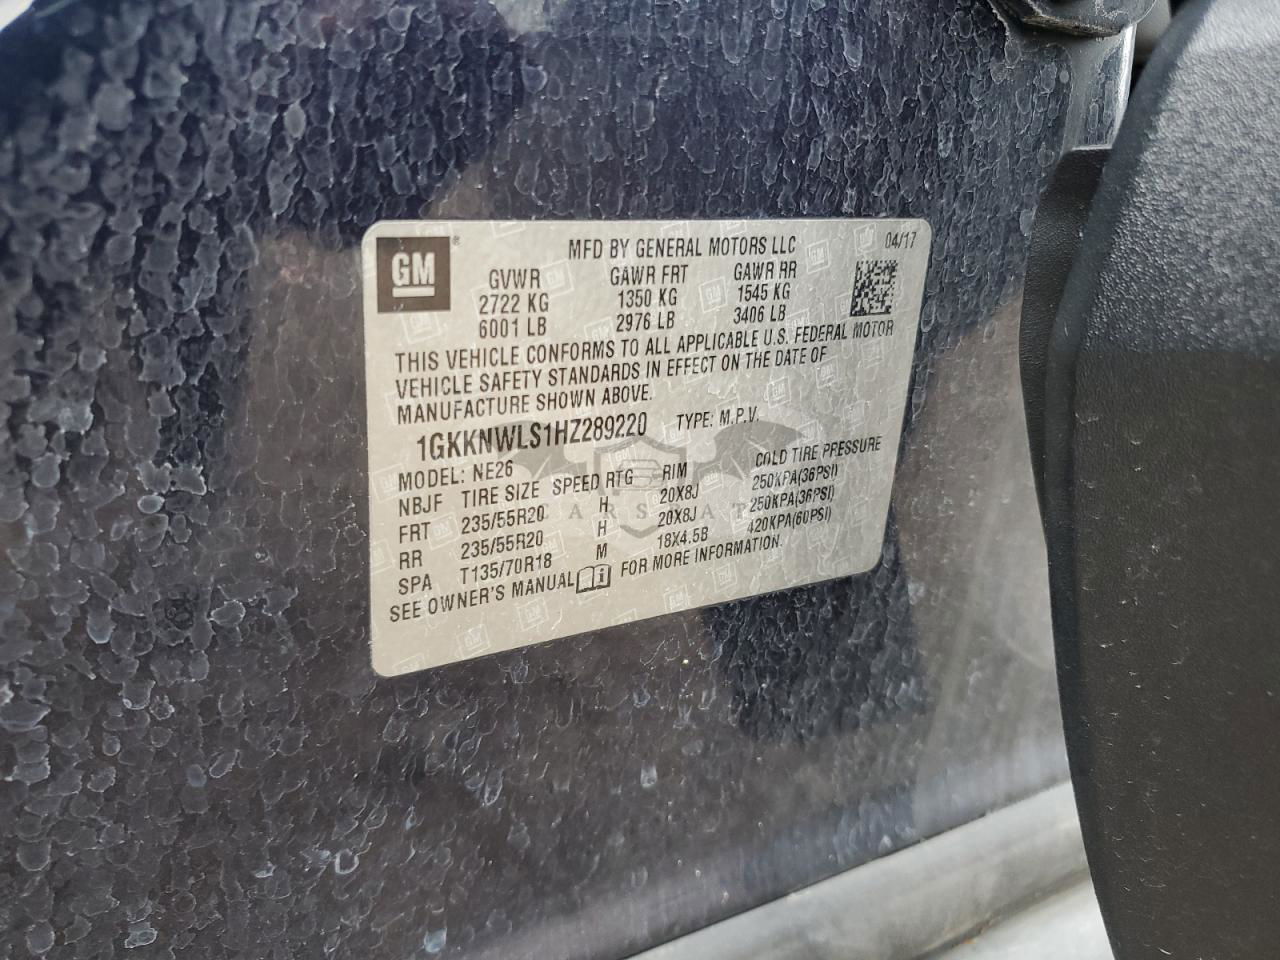 GM® MFD BY GENERAL MOTORS LLC 04/17
GVWR GAWR FRT GAWR RR
2722 KG 1350 KG 1545 KG
6001 LB 2976 LB 3406 LB
THIS VEHICLE CONFORMS TO ALL APPLICABLE U.S. FEDERAL MOTOR
VEHICLE SAFETY STANDARDS IN EFFECT ON THE DATE OF
MANUFACTURE SHOWN ABOVE.
1GKKNWLS1HZ289220 TYPE: M.P.V.
MODEL: NE26
NBJF TIRE SIZE SPEED RTG RIM COLD TIRE PRESSURE
FRT 235/55R20 H 20X8J 250KPA(36PSI)
RR 235/55R20 H 20X8J 250KPA(36PSI)
SPA T135/70R18 M 18X4.5B 420KPA(60PSI)
SEE OWNER'S MANUAL FOR MORE INFORMATION.